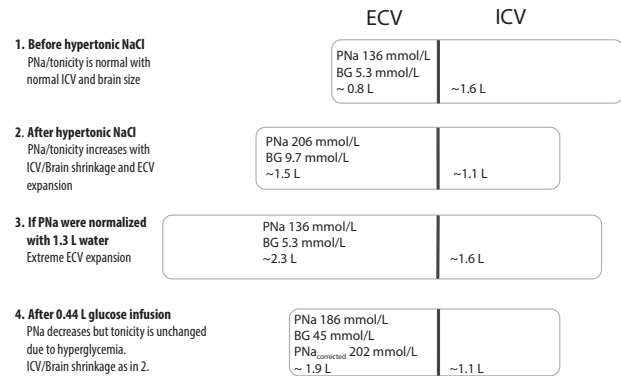 ECV ICV
1. Before hypertonic NaCl
PNa/tonicity is normal with
normal ICV and brain size
PNa 136 mmol/L
BG 5.3 mmol/L
~ 0.8 L
~1.6 L
2. After hypertonic NaCl
PNa/tonicity increases with
ICV/Brain shrinkage and ECV
expansion
PNa 206 mmol/L
BG 9.7 mmol/L
~1.5 L
~1.1 L
3. If PNa were normalized
with 1.3 L water
Extreme ECV expansion
PNa 136 mmol/L
BG 5.3 mmol/L
~2.3 L
~1.6 L
4. After 0.44 L glucose infusion
PNa decreases but tonicity is unchanged
due to hyperglycemia.
ICV/Brain shrinkage as in 2.
PNa 186 mmol/L
BG 45 mmol/L
PNacorrected 202 mmol/L
~ 1.9 L
~1.1 L